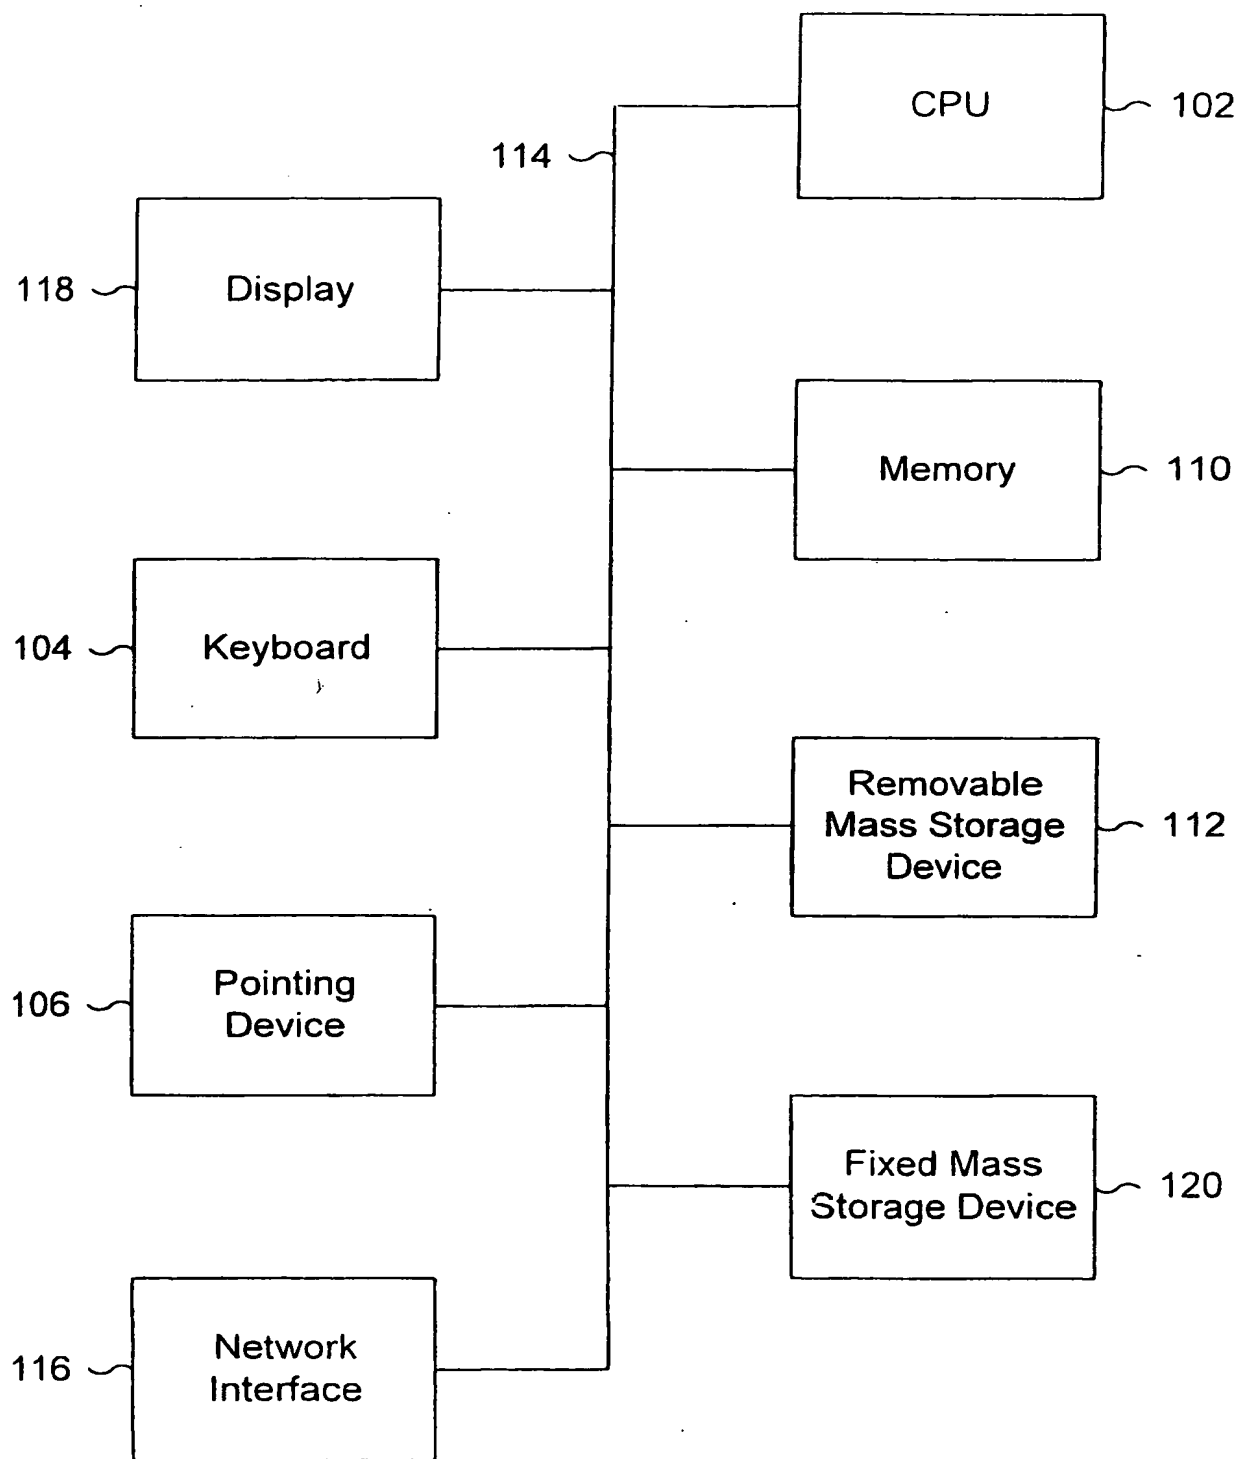 CPU
102
114
118
Display
Memory
110
104
Keyboard
Removable
Mass Storage
Device
112
106
Pointing
Device
Fixed Mass
Storage Device
120
116
Network
Interface